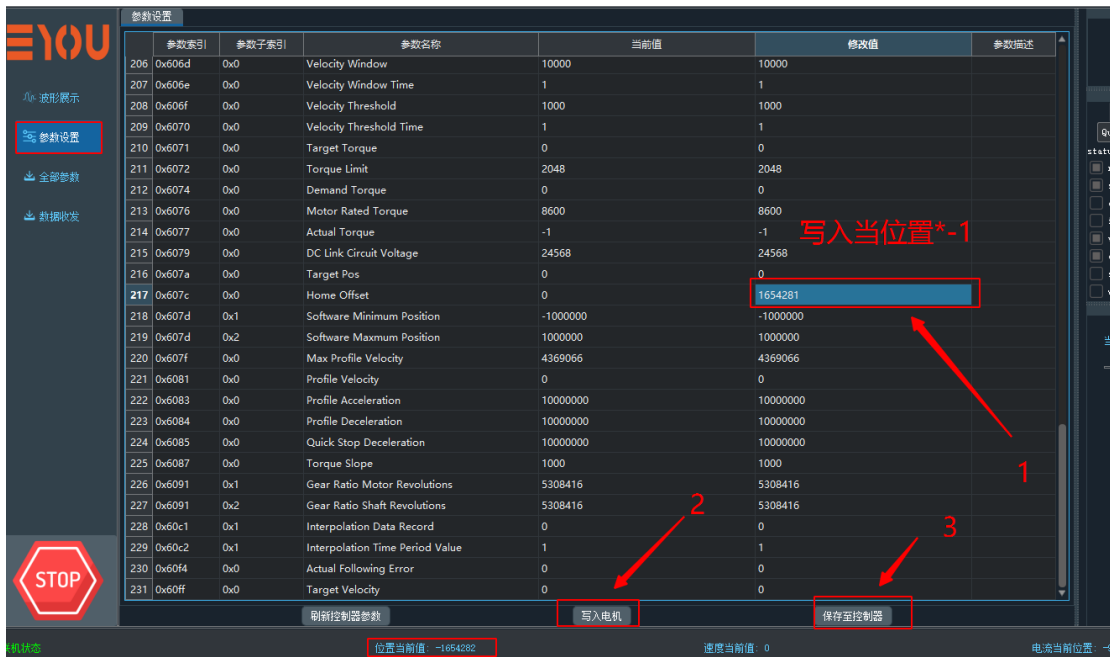 参数设置
EYOU
波形展示
参数设置
全部参数
数据收发
STOP
参数索引 参数子索引 参数名称 当前值 修改值 参数描述
206 0x606d 0x0 Velocity Window 10000 10000
207 0x606e 0x0 Velocity Window Time 1 1
208 0x606f 0x0 Velocity Threshold 1000 1000
209 0x6070 0x0 Velocity Threshold Time 1 1
210 0x6071 0x0 Target Torque 0 0
211 0x6072 0x0 Torque Limit 2048 2048
212 0x6074 0x0 Demand Torque 0 0
213 0x6076 0x0 Motor Rated Torque 8600 8600
214 0x6077 0x0 Actual Torque -1 -1
写入当位置*-1
215 0x6079 0x0 DC Link Circuit Voltage 24568 24568
216 0x607a 0x0 Target Pos 0 0
217 0x607c 0x0 Home Offset 0 1654281
218 0x607d 0x1 Software Minimum Position -1000000 -1000000
219 0x607d 0x2 Software Maxmum Position 1000000 1000000
220 0x607f 0x0 Max Profile Velocity 4369066 4369066
221 0x6081 0x0 Profile Velocity 0 0
222 0x6083 0x0 Profile Acceleration 10000000 10000000
223 0x6084 0x0 Profile Deceleration 10000000 10000000
224 0x6085 0x0 Quick Stop Deceleration 10000000 10000000
225 0x6087 0x0 Torque Slope 1000 1000
1
226 0x6091 0x1 Gear Ratio Motor Revolutions 5308416 5308416
227 0x6091 0x2 Gear Ratio Shaft Revolutions 5308416 5308416
2
228 0x60c1 0x1 Interpolation Data Record 0 0
3
229 0x60c2 0x1 Interpolation Time Period Value 1 1
230 0x60f4 0x0 Actual Following Error 0 0
231 0x60ff 0x0 Target Velocity 0 0
刷新控制器参数 写入电机 保存至控制器
机状态 位置当前值: -1654282 速度当前值: 0 电流当前位置: